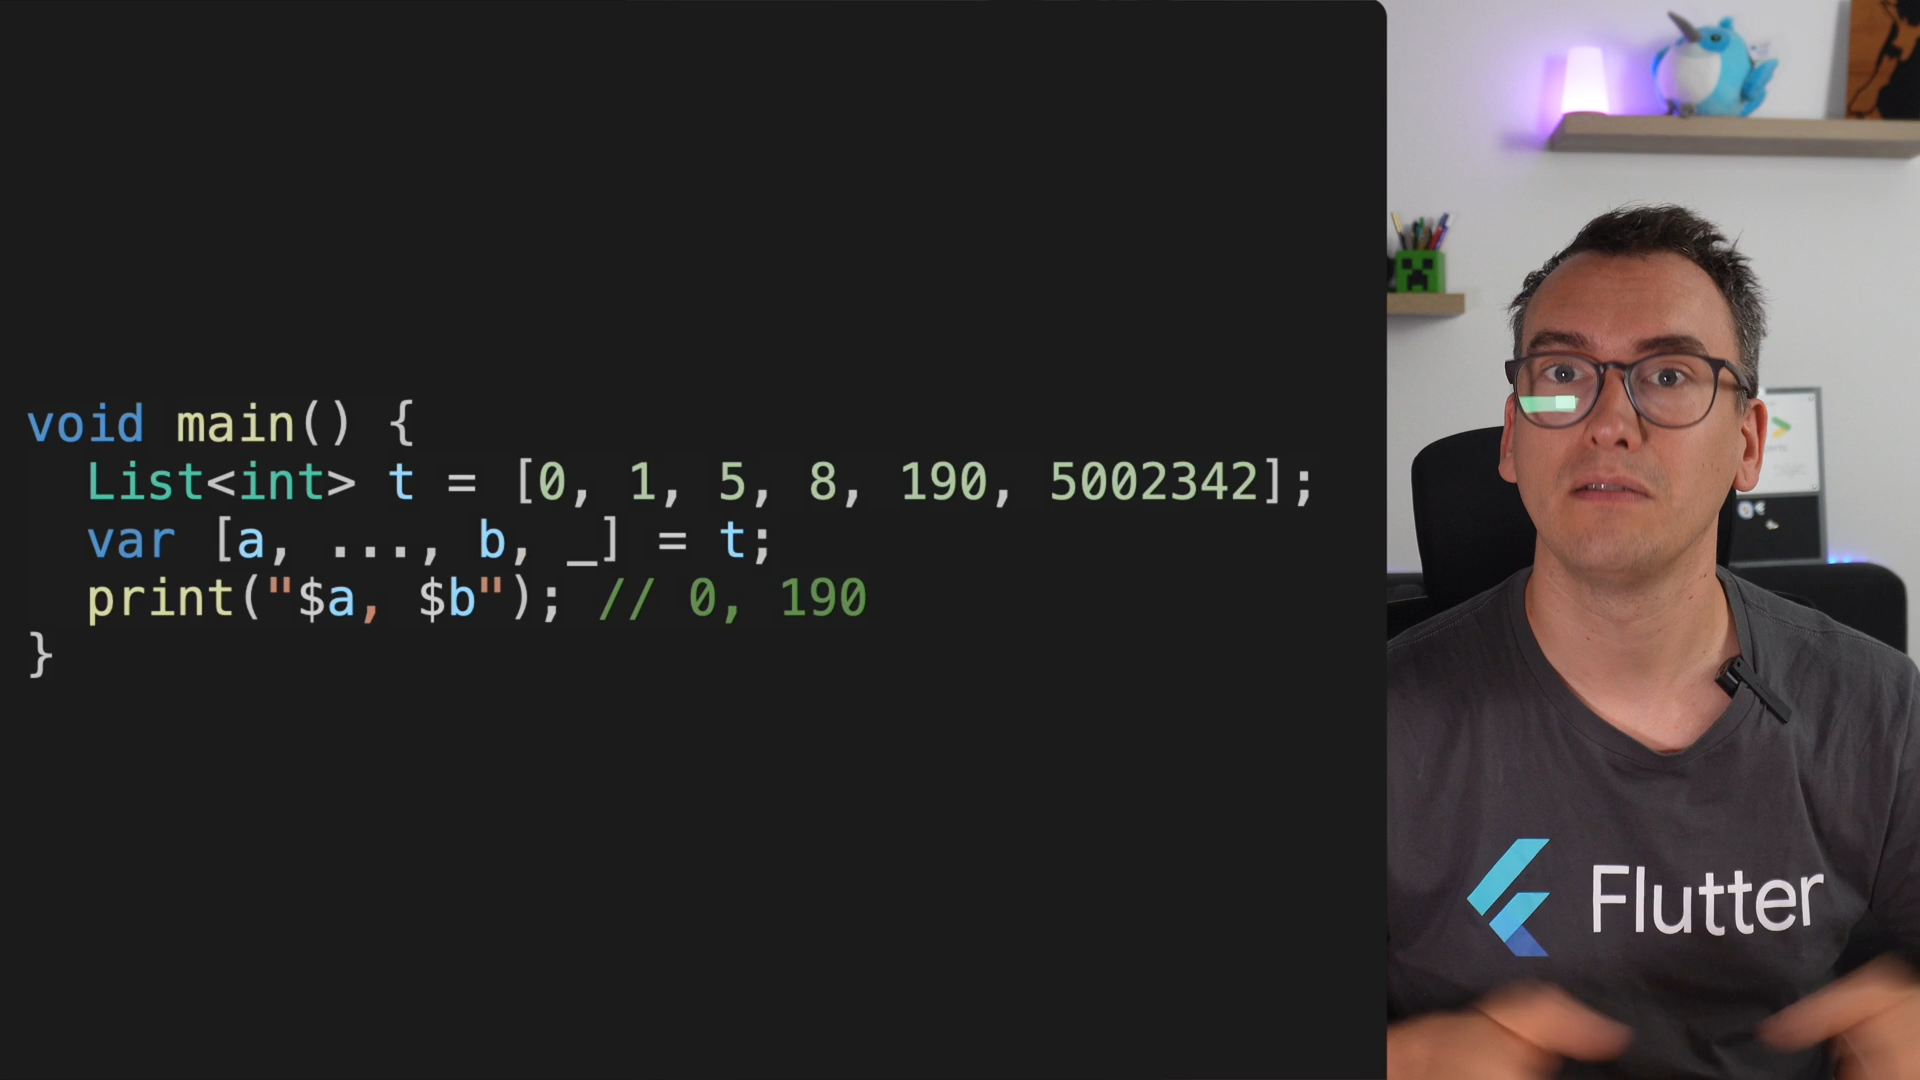 void main() {
  List<int> t = [0, 1, 5, 8, 190, 5002342];
  var [a, ..., b, _] = t;
  print("$a, $b"); // 0, 190
}
Flutter